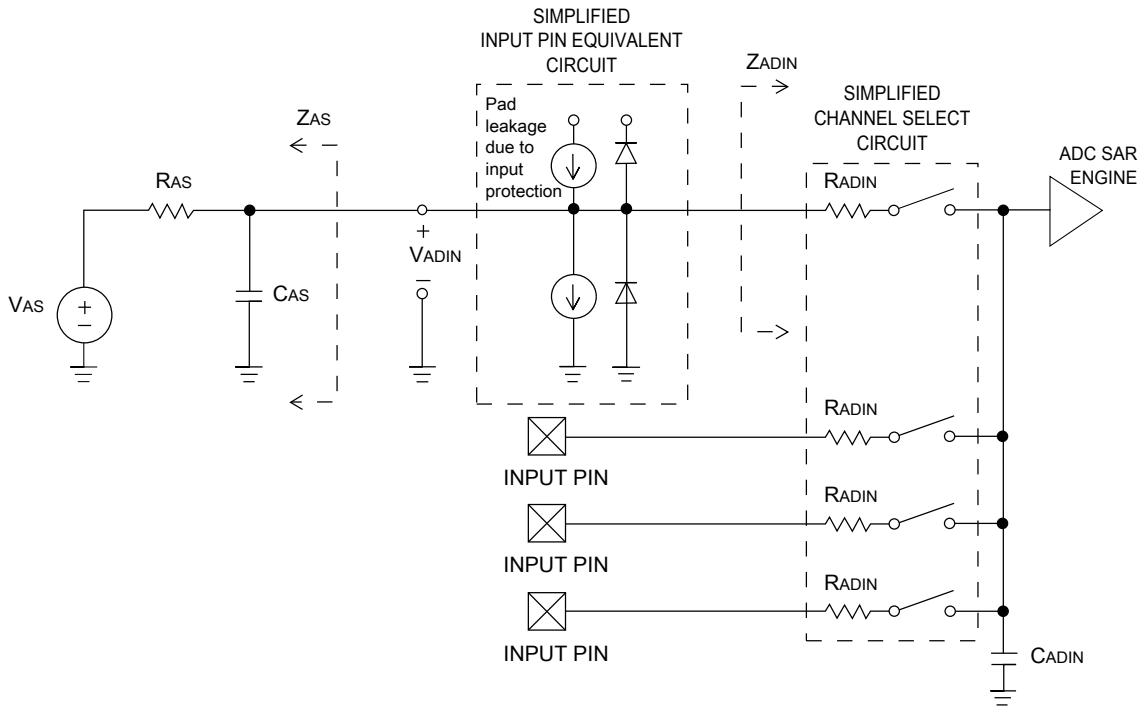 SIMPLIFIED
INPUT PIN EQUIVALENT
CIRCUIT
ZADIN
SIMPLIFIED
CHANNEL SELECT
CIRCUIT
Pad
leakage
due to
input
protection
ZAS
ADC SAR
ENGINE
RAS
RADIN
+
VADIN
–
CAS
VAS
+
–
RADIN
INPUT PIN
RADIN
INPUT PIN
RADIN
INPUT PIN
CADIN